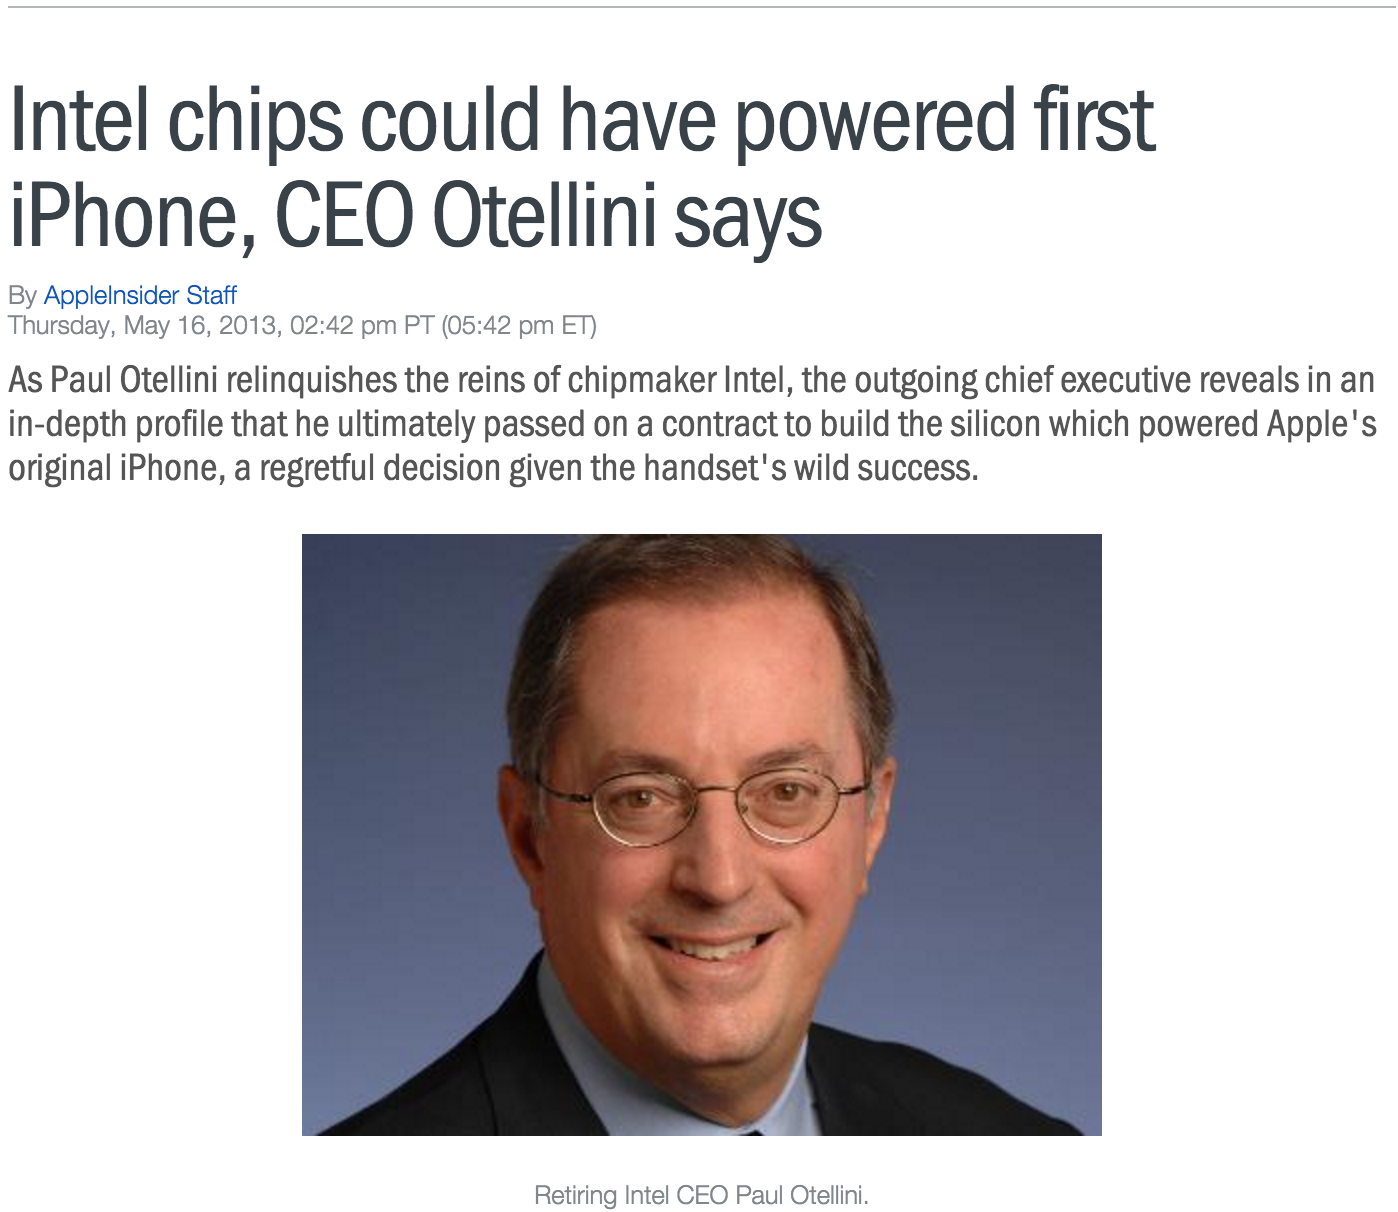 Intel chips could have powered first
iPhone, CEO Otellini says
By AppleInsider Staff
Thursday, May 16, 2013, 02:42 pm PT (05:42 pm ET)
As Paul Otellini relinquishes the reins of chipmaker Intel, the outgoing chief executive reveals in an
in-depth profile that he ultimately passed on a contract to build the silicon which powered Apple's
original iPhone, a regretful decision given the handset's wild success.
Retiring Intel CEO Paul Otellini.